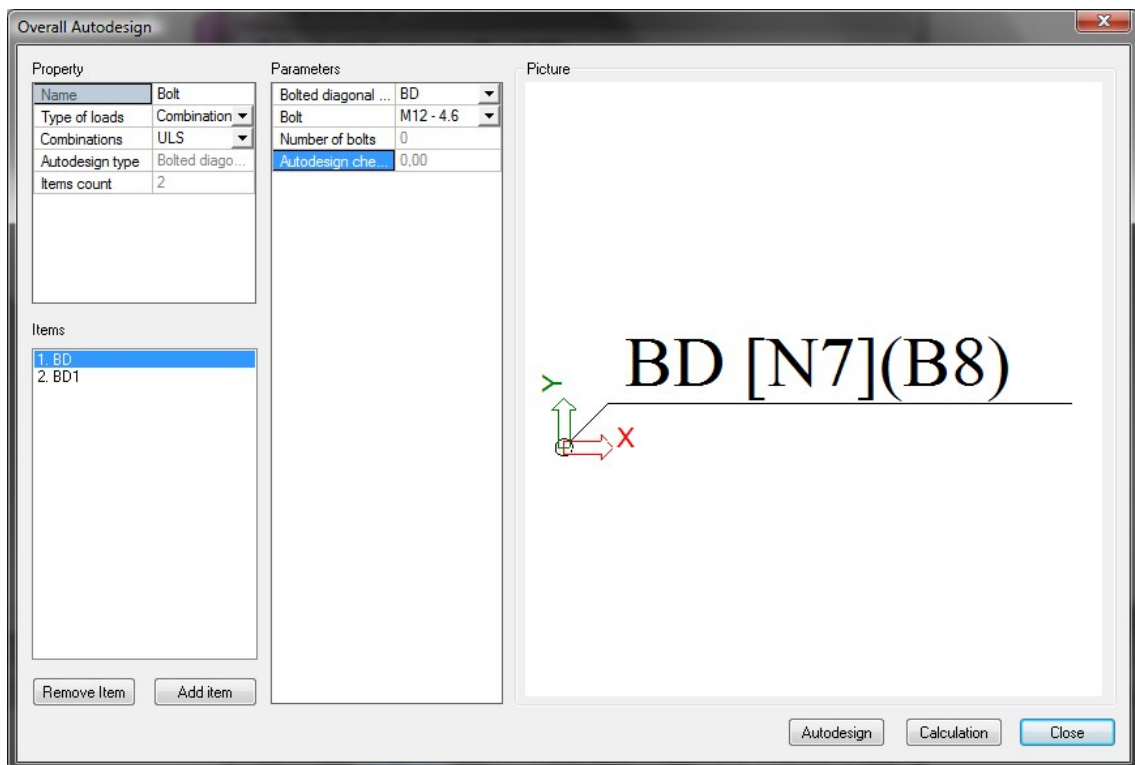 Overall Autodesign
Property
Name Bolt
Type of loads Combination
Combinations ULS
Autodesign type Bolted diago...
Items count 2
Items
1. BD
2. BD1
Remove Item Add item
Parameters
Bolted diagonal ... BD
Bolt M12 - 4.6
Number of bolts 0
Autodesign che... 0,00
Picture
BD [N7](B8)
Y
X
Autodesign Calculation Close